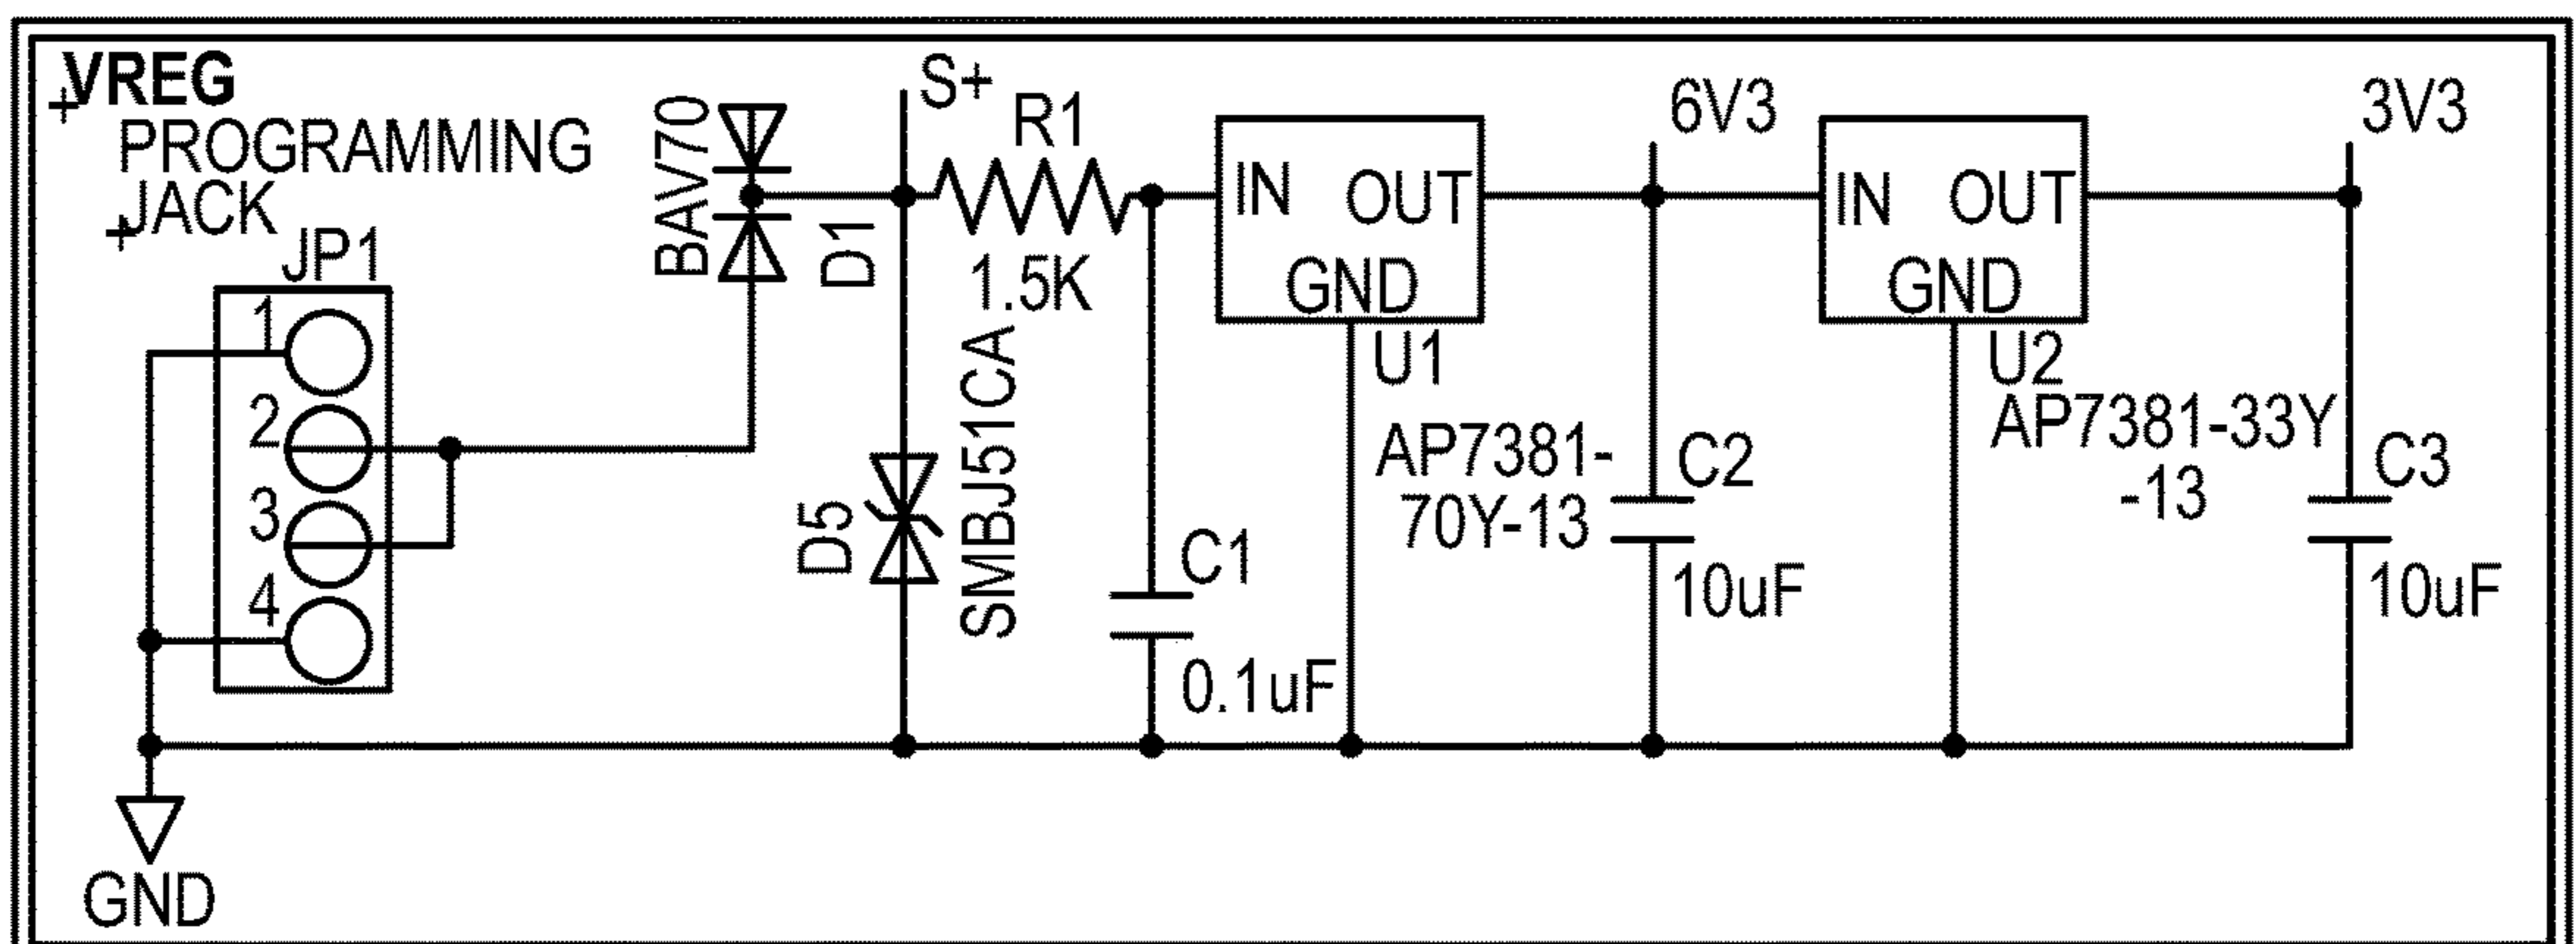 VREG
PROGRAMMING
JACK
JP1
1
2
3
4
GND
BAV70
D1
S+
R1
1.5K
D5
SMBJ51CA
C1
0.1uF
IN
OUT
GND
U1
AP7381-
70Y-13
6V3
C2
10uF
IN
OUT
GND
U2
AP7381-33Y
-13
3V3
C3
10uF